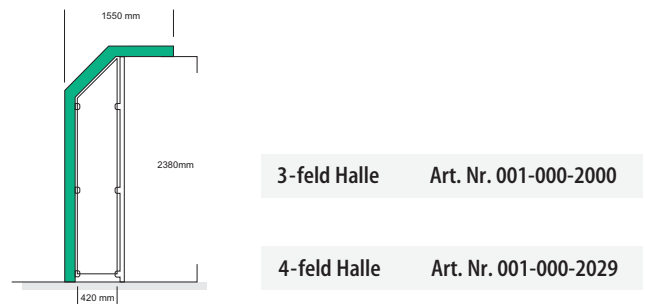 1550 mm
2380mm
3-feld Halle Art. Nr. 001-000-2000
4-feld Halle Art. Nr. 001-000-2029
420 mm